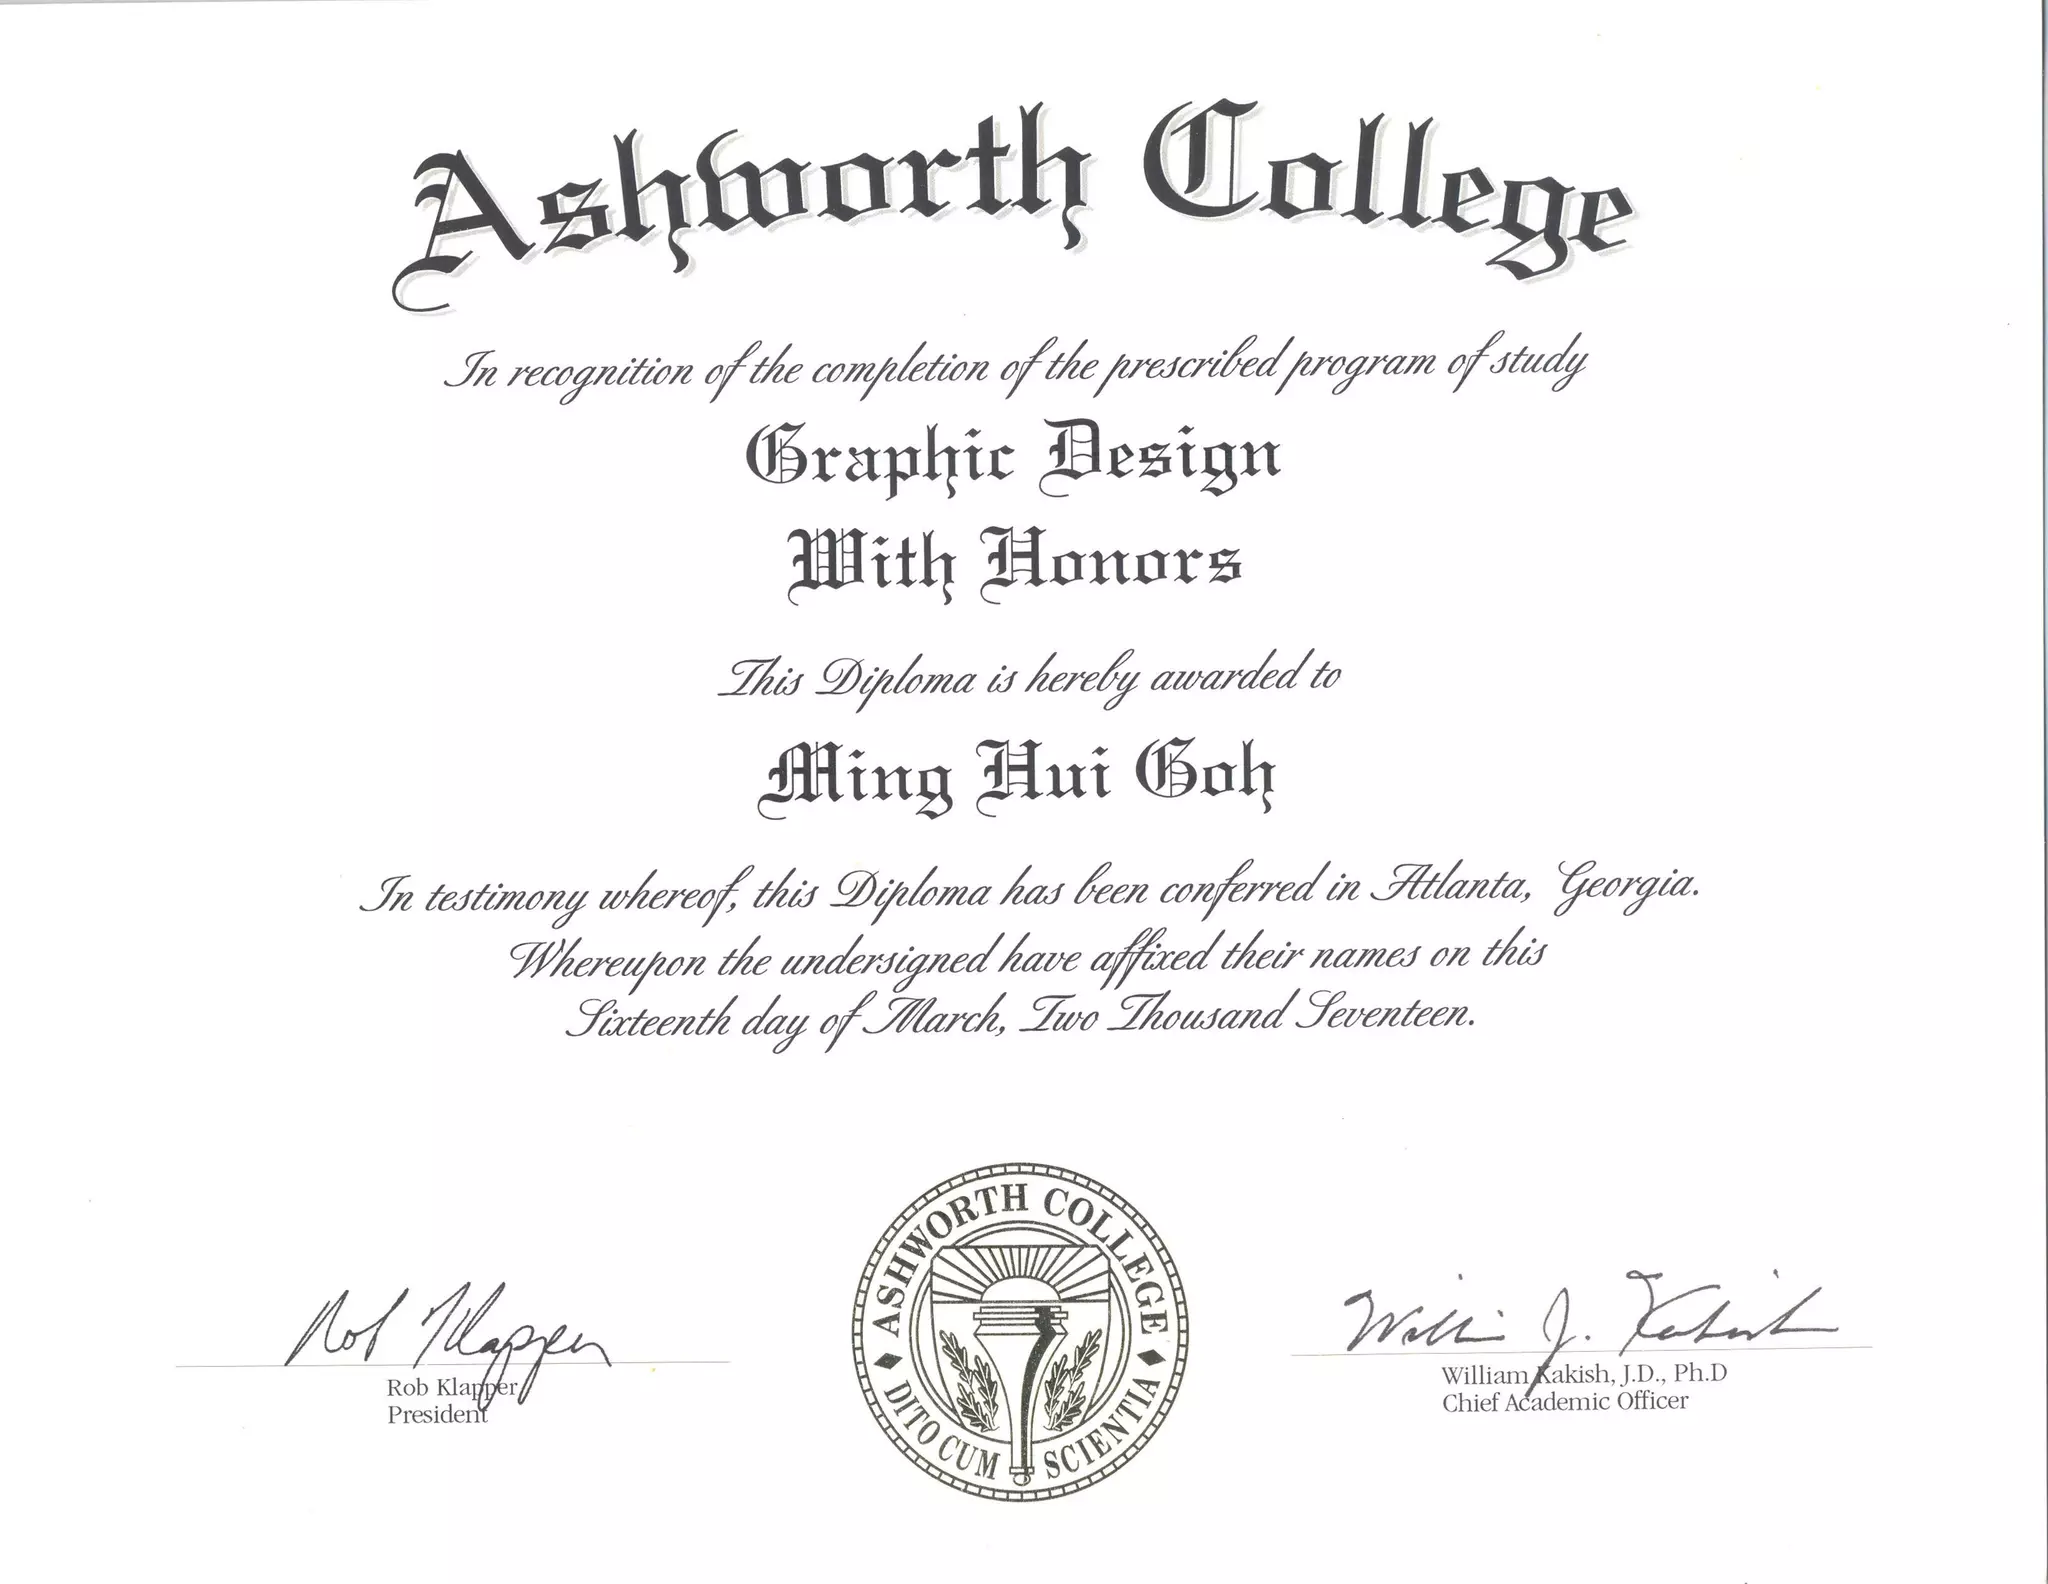 Ashworth College
In recognition of the completion of the prescribed program of study
Graphic Design
With Honors
This Diploma is hereby awarded to
Ming Hui Goh
In testimony whereof, this Diploma has been conferred in Atlanta, Georgia.
Whereupon the undersigned have affixed their names on this
Sixteenth day of March, Two Thousand Seventeen.
Rob Klapper
Rob Klapper
President
ASHWORTH COLLEGE
DITO CUM SCIENTIA
William J. Kakish
William Kakish, J.D., Ph.D
Chief Academic Officer